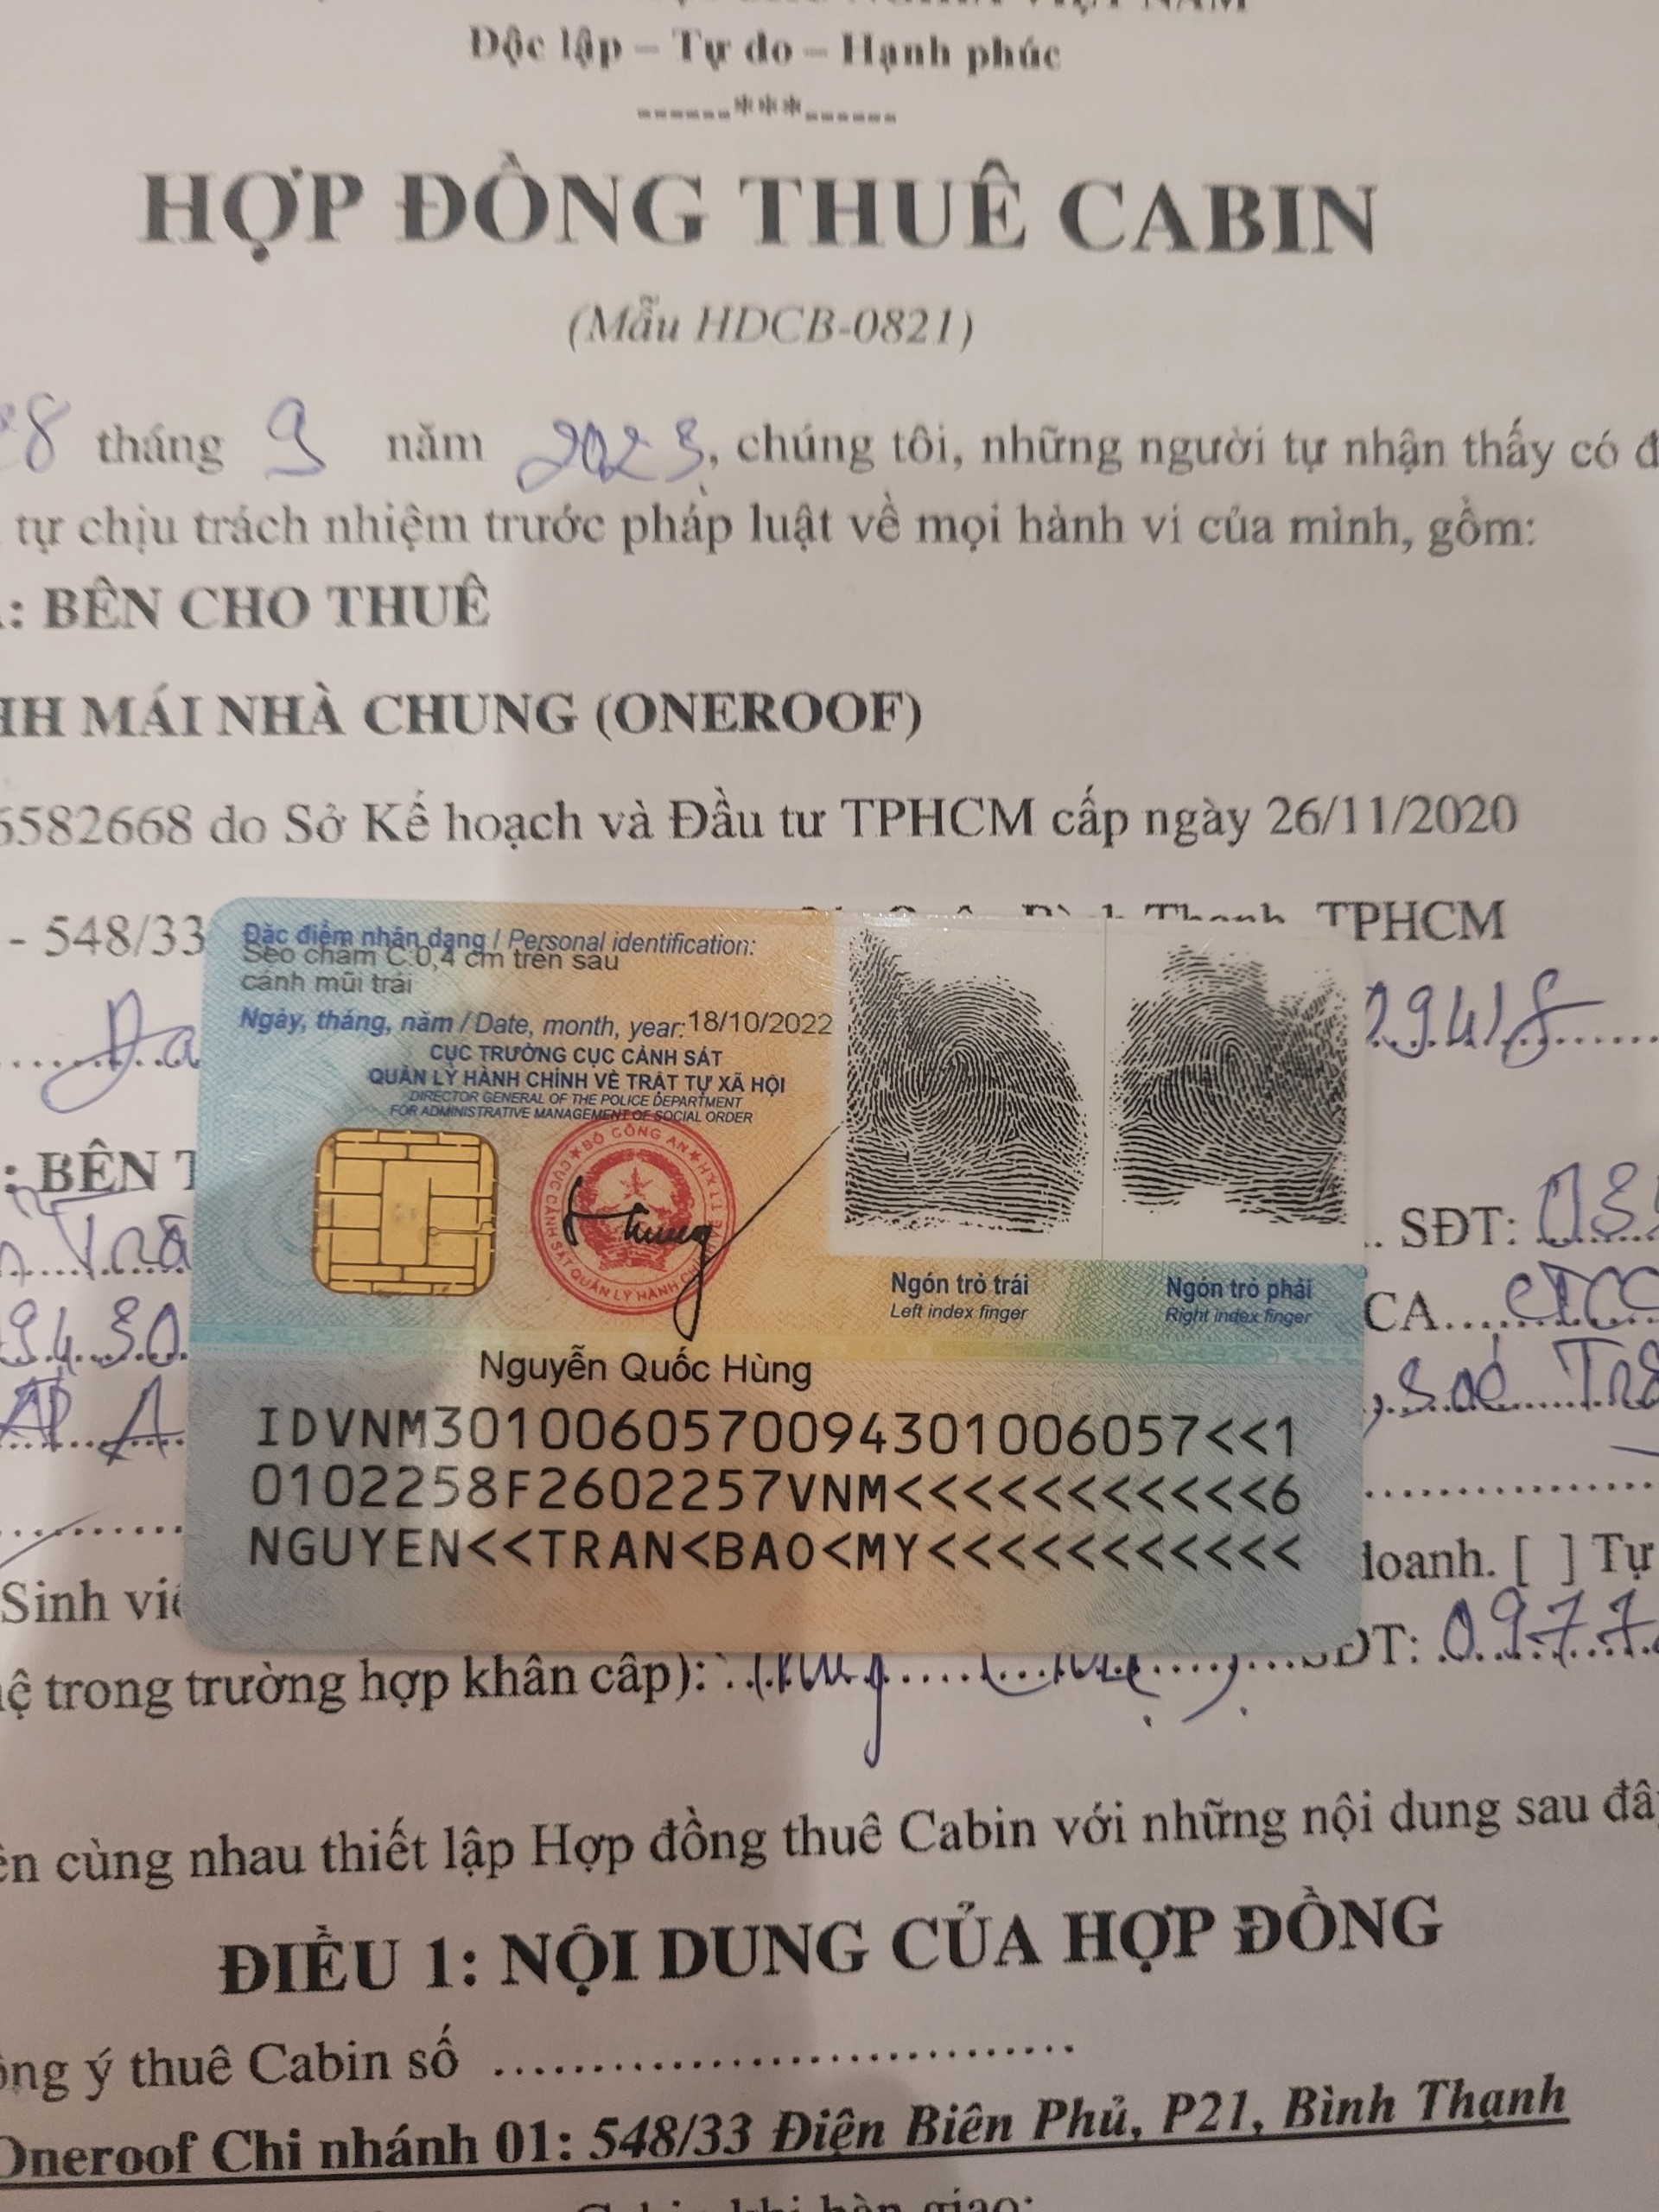 Độc lập – Tự do – Hạnh phúc
------***------
HỢP ĐỒNG THUÊ CABIN
(Mẫu HDCB-0821)
28 tháng 9 năm 2023, chúng tôi, những người tự nhận thấy có
tự chịu trách nhiệm trước pháp luật về mọi hành vi của mình, gồm:
: BÊN CHO THUÊ
HH MÁI NHÀ CHUNG (ONEROOF)
6582668 do Sở Kế hoạch và Đầu tư TPHCM cấp ngày 26/11/2020
- 548/33 TPHCM
Đặc điểm nhân dạng / Personal identification:
Sẹo chấm C:0,4 cm trên sau
cánh mũi trái
Ngày, tháng, năm / Date, month, year: 18/10/2022
CỤC TRƯỞNG CỤC CẢNH SÁT
QUẢN LÝ HÀNH CHÍNH VỀ TRẬT TỰ XÃ HỘI
DIRECTOR GENERAL OF THE POLICE DEPARTMENT
FOR ADMINISTRATIVE MANAGEMENT OF SOCIAL ORDER
BỘ CÔNG AN
Ngón trỏ trái
Left index finger
Ngón trỏ phải
Right index finger
Nguyễn Quốc Hùng
IDVNM3010060570094301006057<<1
0102258F2602257VNM<<<<<<<<<<<6
NGUYEN<<TRAN<BAO<MY<<<<<<<<<<<
: BÊN
SĐT:
CA
Sinh doanh. [ ] Tự
trong trường hợp khẩn cấp): SĐT: 0977
cùng nhau thiết lập Hợp đồng thuê Cabin với những nội dung sau
ĐIỀU 1: NỘI DUNG CỦA HỢP ĐỒNG
ý thuê Cabin số
Oneroof Chi nhánh 01: 548/33 Điện Biên Phủ, P21, Bình Thạnh